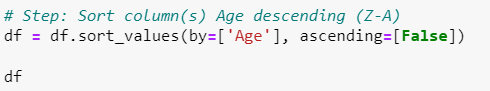 # Step: Sort column(s) Age descending (Z-A)
df = df.sort_values(by=['Age'], ascending=[False])
df